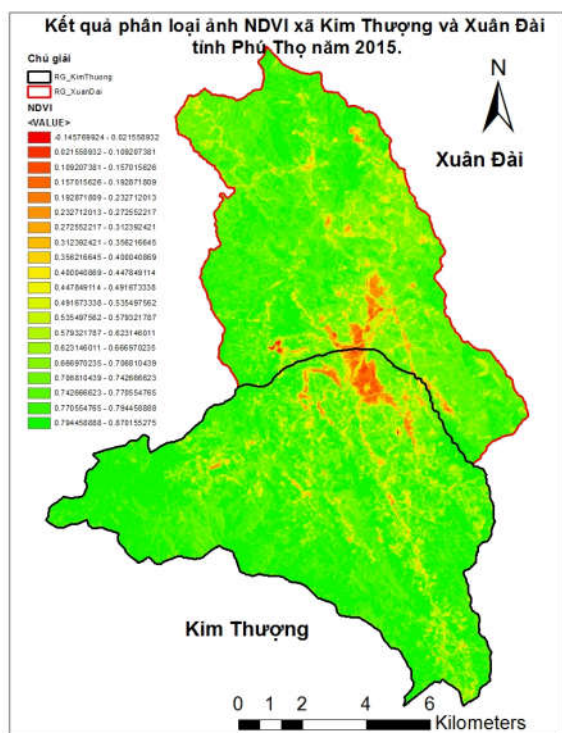 Kết quả phân loại ảnh NDVI xã Kim Thượng và Xuân Đài
tỉnh Phú Thọ năm 2015.
Chú giải
RG_KimThuong
RG_XuanDai
NDVI
<VALUE>
-0.145769924 - 0.021558932
0.021558932 - 0.109207381
0.109207381 - 0.157015626
0.157015626 - 0.192871809
0.192871809 - 0.232712013
0.232712013 - 0.272552217
0.272552217 - 0.312392421
0.312392421 - 0.356216645
0.356216645 - 0.400040869
0.400040869 - 0.447849114
0.447849114 - 0.491673338
0.491673338 - 0.535497562
0.535497562 - 0.579321787
0.579321787 - 0.623146011
0.623146011 - 0.666970235
0.666970235 - 0.706810439
0.706810439 - 0.742666623
0.742666623 - 0.770554765
0.770554765 - 0.794458888
0.794458888 - 0.870155275
N
Xuân Đài
Kim Thượng
0 1 2 4 6
Kilometers